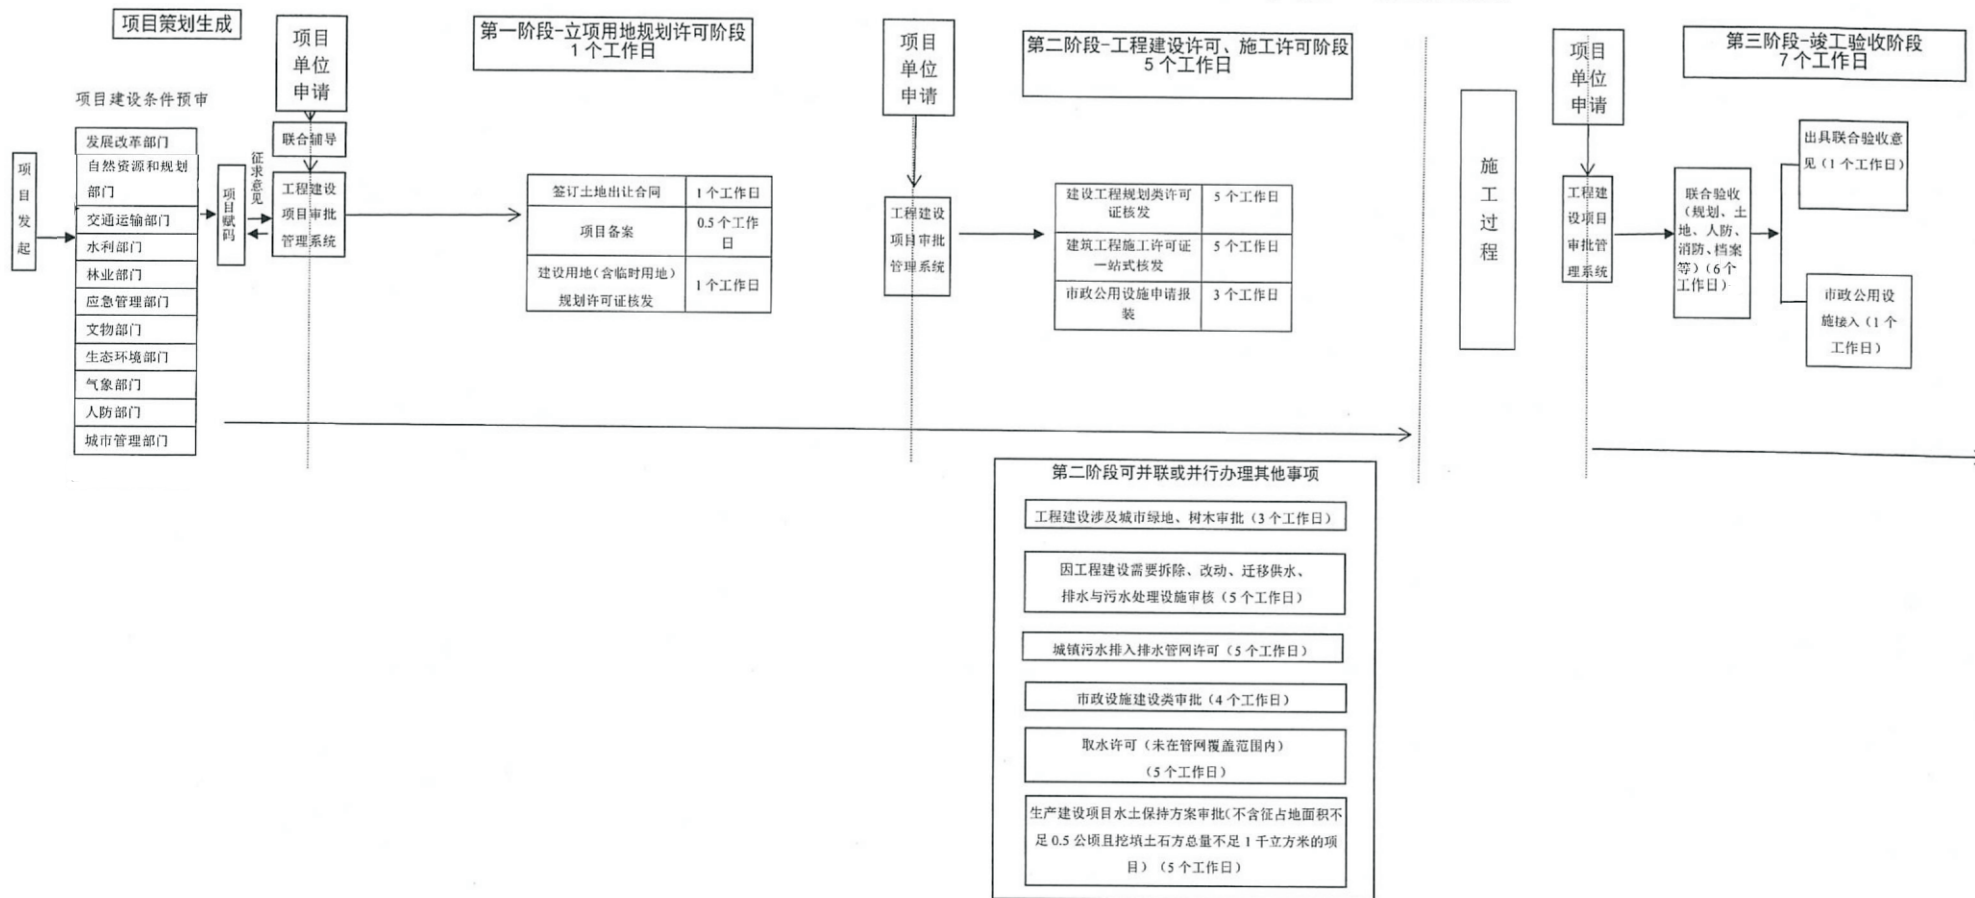 项目策划生成
项目建设条件预审
项目发起
发展改革部门
自然资源和规划
部门
交通运输部门
水利部门
林业部门
应急管理部门
文物部门
生态环境部门
气象部门
人防部门
城市管理部门
项目赋码
征求意见
项目
单位
申请
联合辅导
工程建设
项目审批
管理系统
第一阶段-立项用地规划许可阶段
1个工作日
签订土地出让合同
1个工作日
项目备案
0.5个工作
日
建设用地(含临时用地)
规划许可证核发
1个工作日
项目
单位
申请
工程建设
项目审批
管理系统
第二阶段-工程建设许可、施工许可阶段
5个工作日
建设工程规划类许可
证核发
5个工作日
建筑工程施工许可证
一站式核发
5个工作日
市政公用设施申请报
装
3个工作日
第二阶段可并联或并行办理其他事项
工程建设涉及城市绿地、树木审批（3个工作日）
因工程建设需要拆除、改动、迁移供水、
排水与污水处理设施审核（5个工作日）
城镇污水排入排水管网许可（5个工作日）
市政设施建设类审批（4个工作日）
取水许可（未在管网覆盖范围内）
（5个工作日）
生产建设项目水土保持方案审批(不含征占地面积不
足0.5公顷且挖填土石方总量不足1千立方米的项
目）（5个工作日）
施工过程
项目
单位
申请
工程建
设项目
审批管
理系统
第三阶段-竣工验收阶段
7个工作日
联合验收
（规划、土
地、人防、
消防、档案
等）（6个
工作日）
出具联合验收意
见（1个工作日）
市政公用设
施接入（1个
工作日）